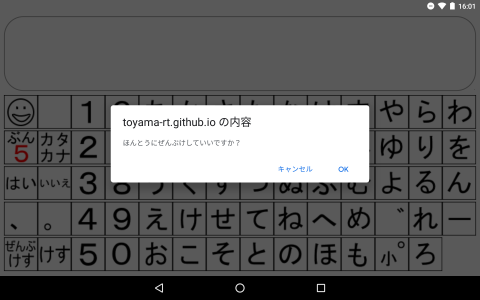 16:01
1 や ら わ
ぶん 5 カタカナ 2 ゆ り を
はい いいえ 3 8 よ る ん
、 。 4 9 え け せ て ね へ め ゛ れ ー
ぜんぶけす けす 5 0 お こ そ と の ほ も 小 ゜ ろ
toyama-rt.github.io の内容
ほんとうにぜんぶけしていいですか？
キャンセル OK